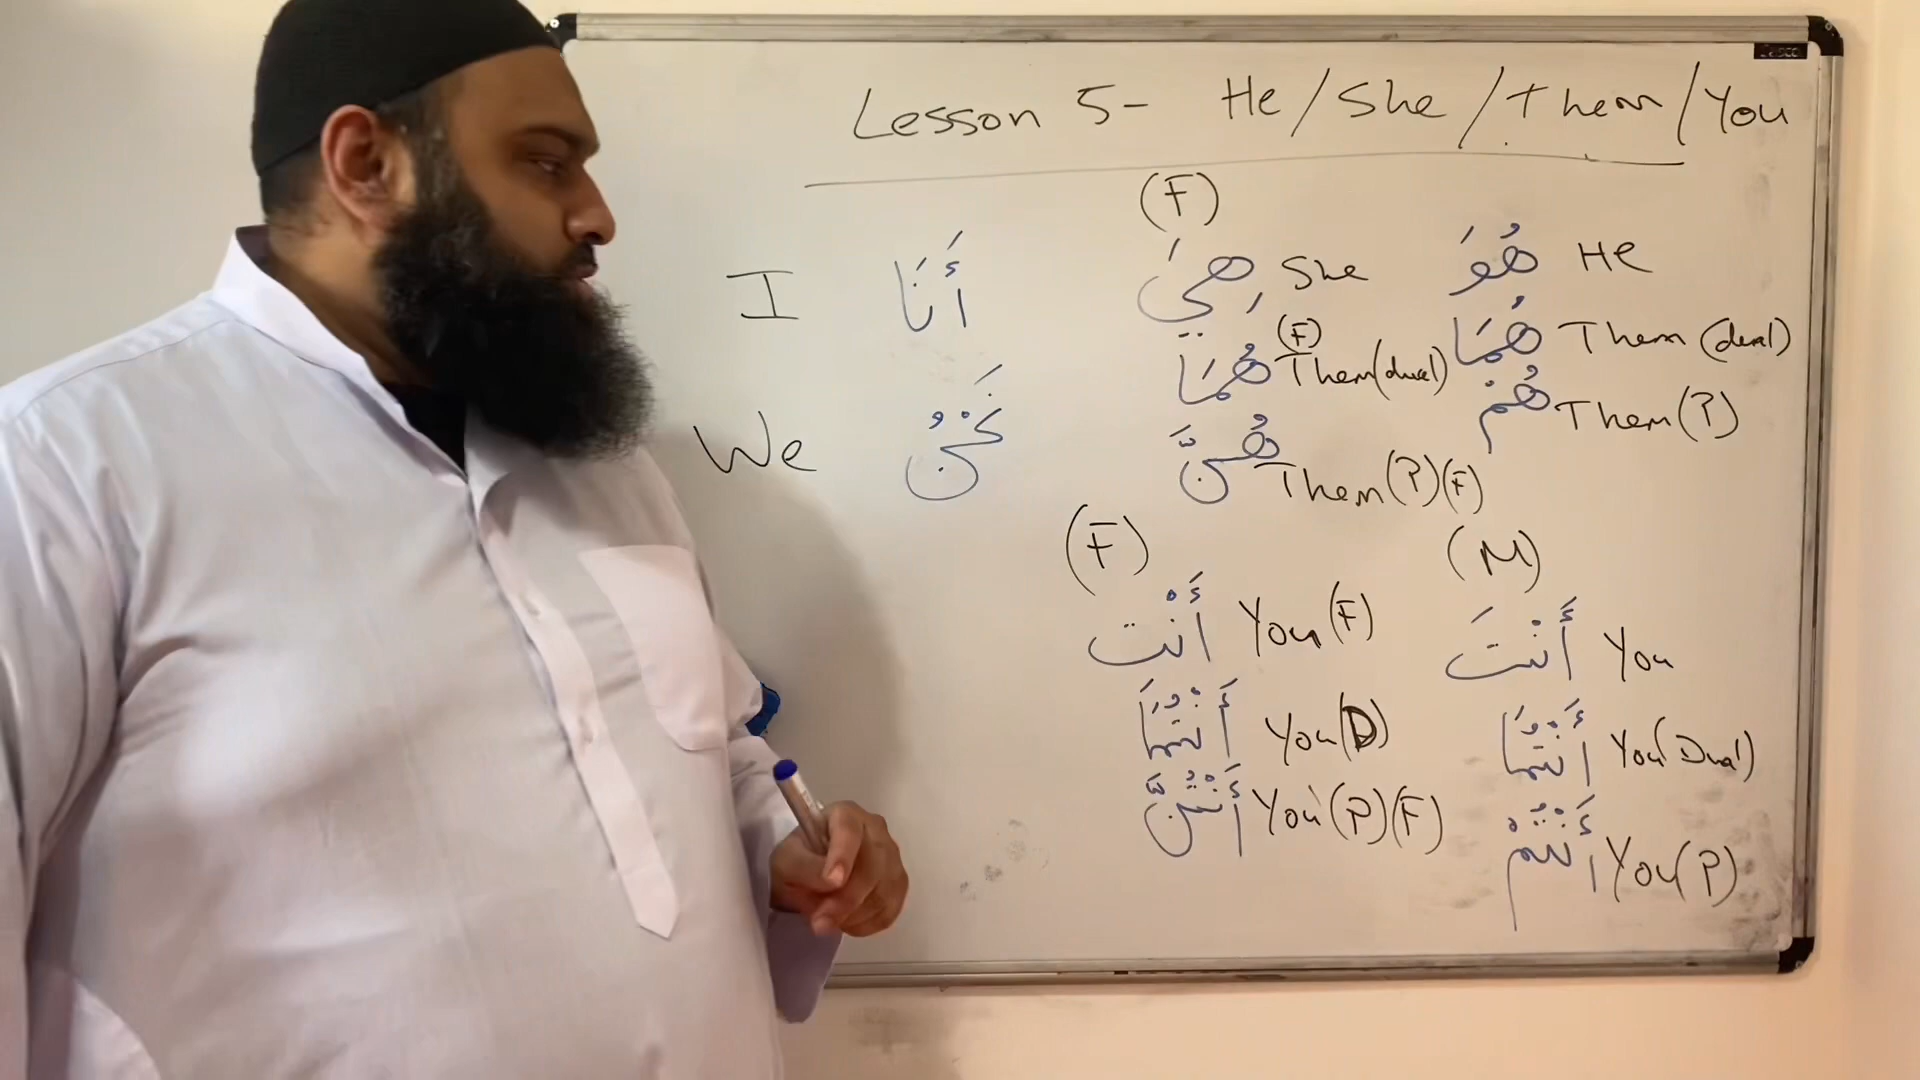 Lesson 5- He/She/Them/You
(F)
هُوَ He
هُمَا Them (dual)
هُمْ Them(P)
هِيَ She
هُمَا Them(dual) (F)
هُنَّ Them(P)(F)
I أَنَا
We نَحْنُ
(M)
أَنْتَ You
أَنْتُمَا You(Dual)
أَنْتُمْ You(P)
(F)
أَنْت You(F)
أَنْتُمَا You(D)
أَنْتُنَّ You(P)(F)